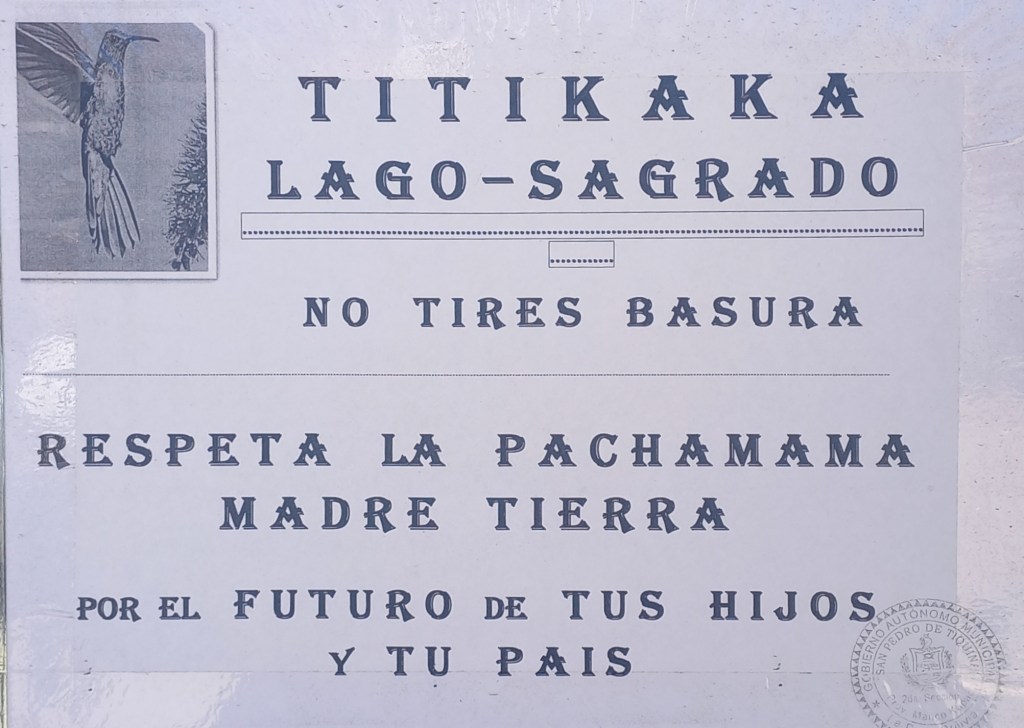 TITIKAKA
LAGO-SAGRADO
NO TIRES BASURA
RESPETA LA PACHAMAMA
MADRE TIERRA
POR EL FUTURO DE TUS HIJOS
Y TU PAIS
GOBIERNO AUTÓNOMO MUNICIPAL
SAN PEDRO DE TIQUINA